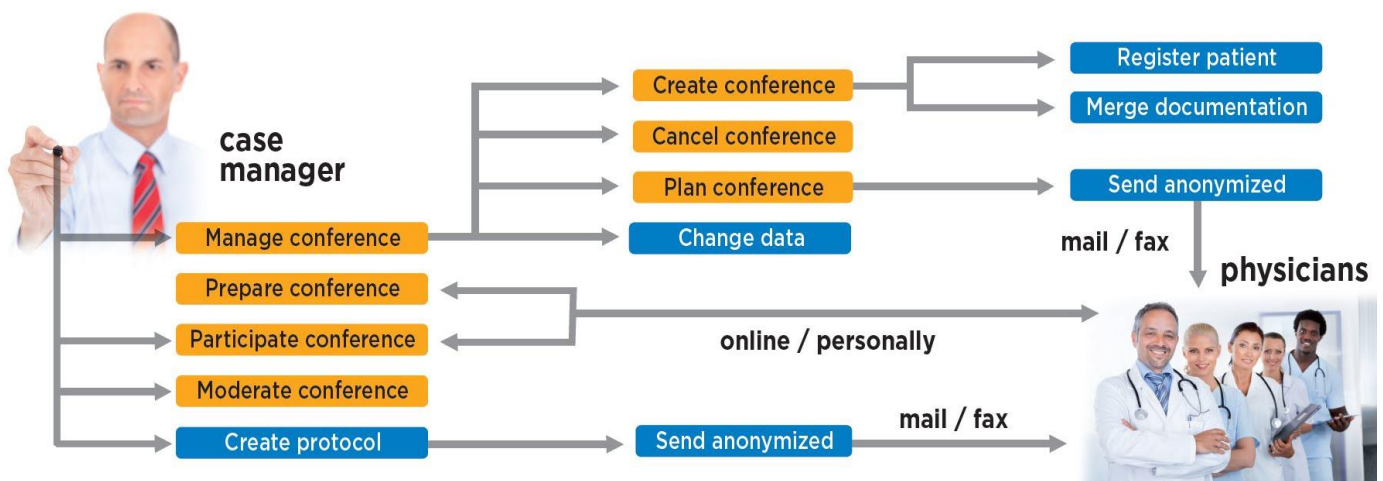 case
manager
Manage conference
Prepare conference
Participate conference
Moderate conference
Create protocol
Create conference
Cancel conference
Plan conference
Change data
Register patient
Merge documentation
Send anonymized
mail / fax
physicians
online / personally
Send anonymized
mail / fax